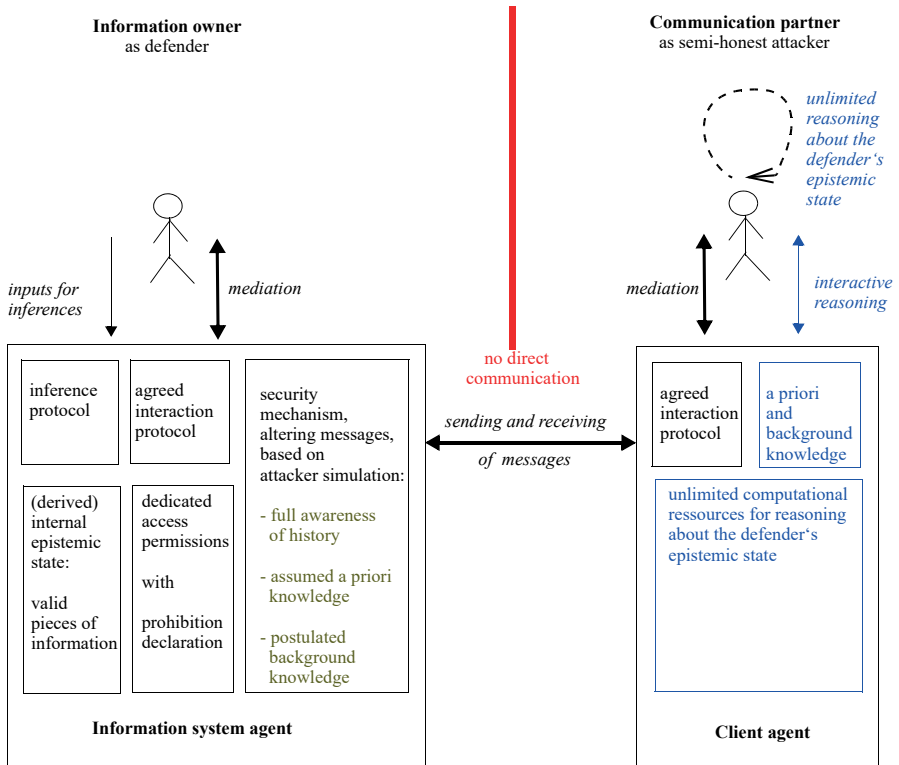 Information owner
as defender
Communication partner
as semi-honest attacker
unlimited
reasoning
about the
defender‘s
epistemic
state
inputs for
inferences
mediation
mediation
interactive
reasoning
no direct
communication
sending and receiving
of messages
inference
protocol
agreed
interaction
protocol
security
mechanism,
altering messages,
based on
attacker simulation:
- full awareness
of history
- assumed a priori
knowledge
- postulated
background
knowledge
(derived)
internal
epistemic
state:
valid
pieces of
information
dedicated
access
permissions
with
prohibition
declaration
Information system agent
agreed
interaction
protocol
a priori
and
background
knowledge
unlimited computational
ressources for reasoning
about the defender‘s
epistemic state
Client agent